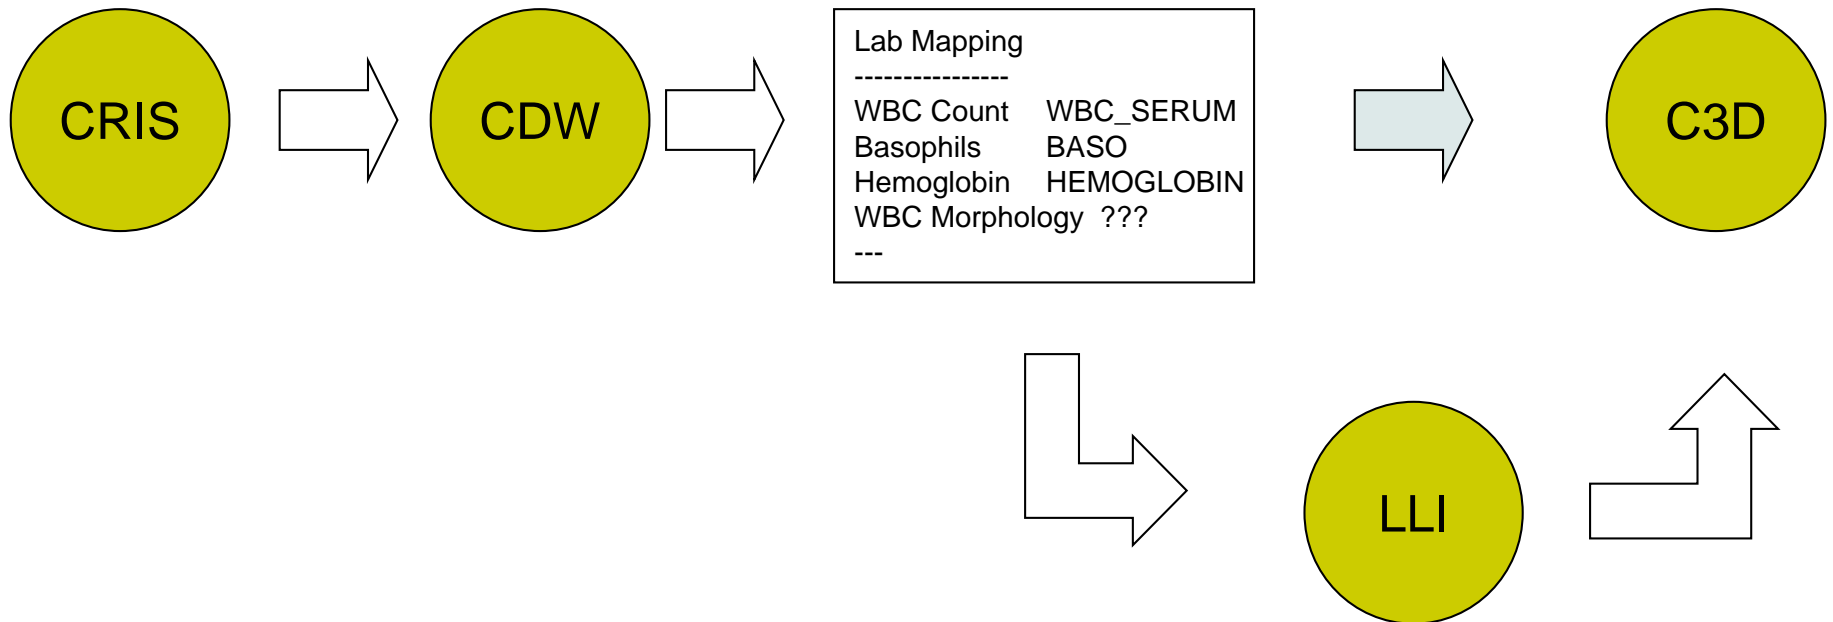 CRIS
CDW
Lab Mapping
----------------
WBC Count WBC_SERUM
Basophils BASO
Hemoglobin HEMOGLOBIN
WBC Morphology ???
---
C3D
LLI